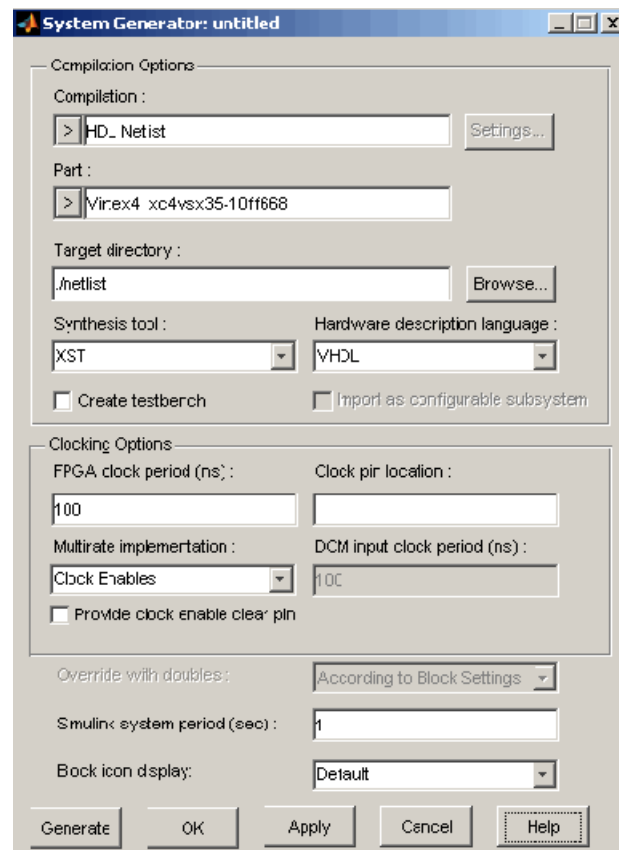 System Generator: untitled
Compilation Options
Compilation :
> HDL Netlist Settings...
Part :
> Virtex4 xc4vsx35-10ff668
Target directory :
./netlist Browse...
Synthesis tool : Hardware description language :
XST VHDL
Create testbench Import as configurable subsystem
Clocking Options
FPGA clock period (ns) : Clock pin location :
100
Multirate implementation : DCM input clock period (ns) :
Clock Enables 100
Provide clock enable clear pin
Override with doubles : According to Block Settings
Simulink system period (sec) : 1
Block icon display: Default
Generate OK Apply Cancel Help